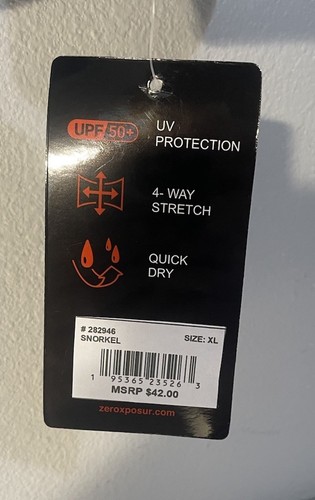 UPF 50+
UV
PROTECTION
4- WAY
STRETCH
QUICK
DRY
# 282946
SNORKEL SIZE: XL
1 95365 23526 3
MSRP $42.00
zeroxposur.com